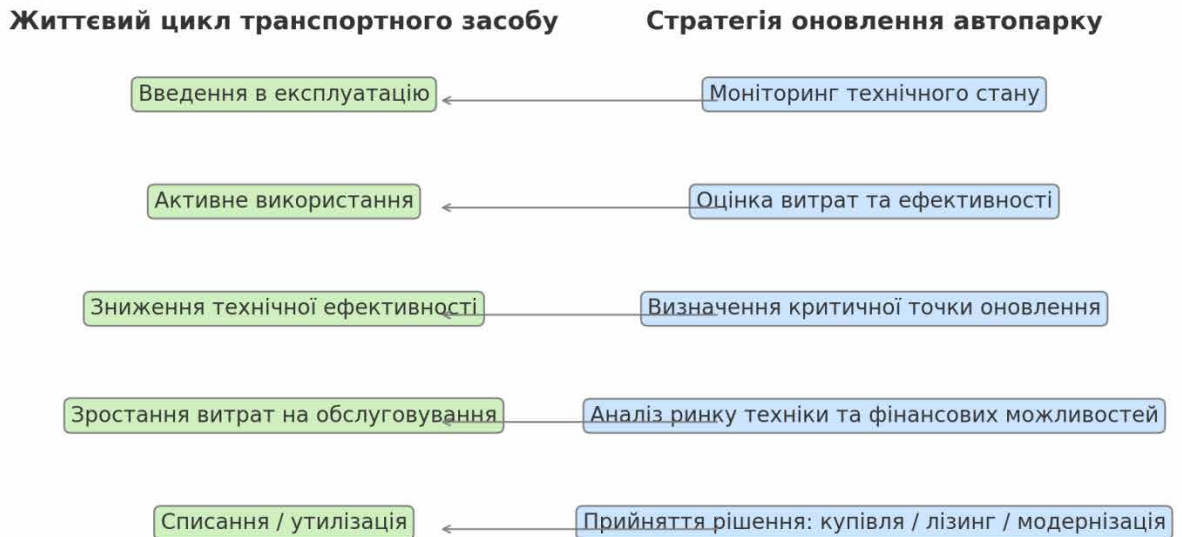 Життєвий цикл транспортного засобу
Стратегія оновлення автопарку
Введення в експлуатацію
Моніторинг технічного стану
Активне використання
Оцінка витрат та ефективності
Зниження технічної ефективності
Визначення критичної точки оновлення
Зростання витрат на обслуговування
Аналіз ринку техніки та фінансових можливостей
Списання / утилізація
Прийняття рішення: купівля / лізинг / модернізація